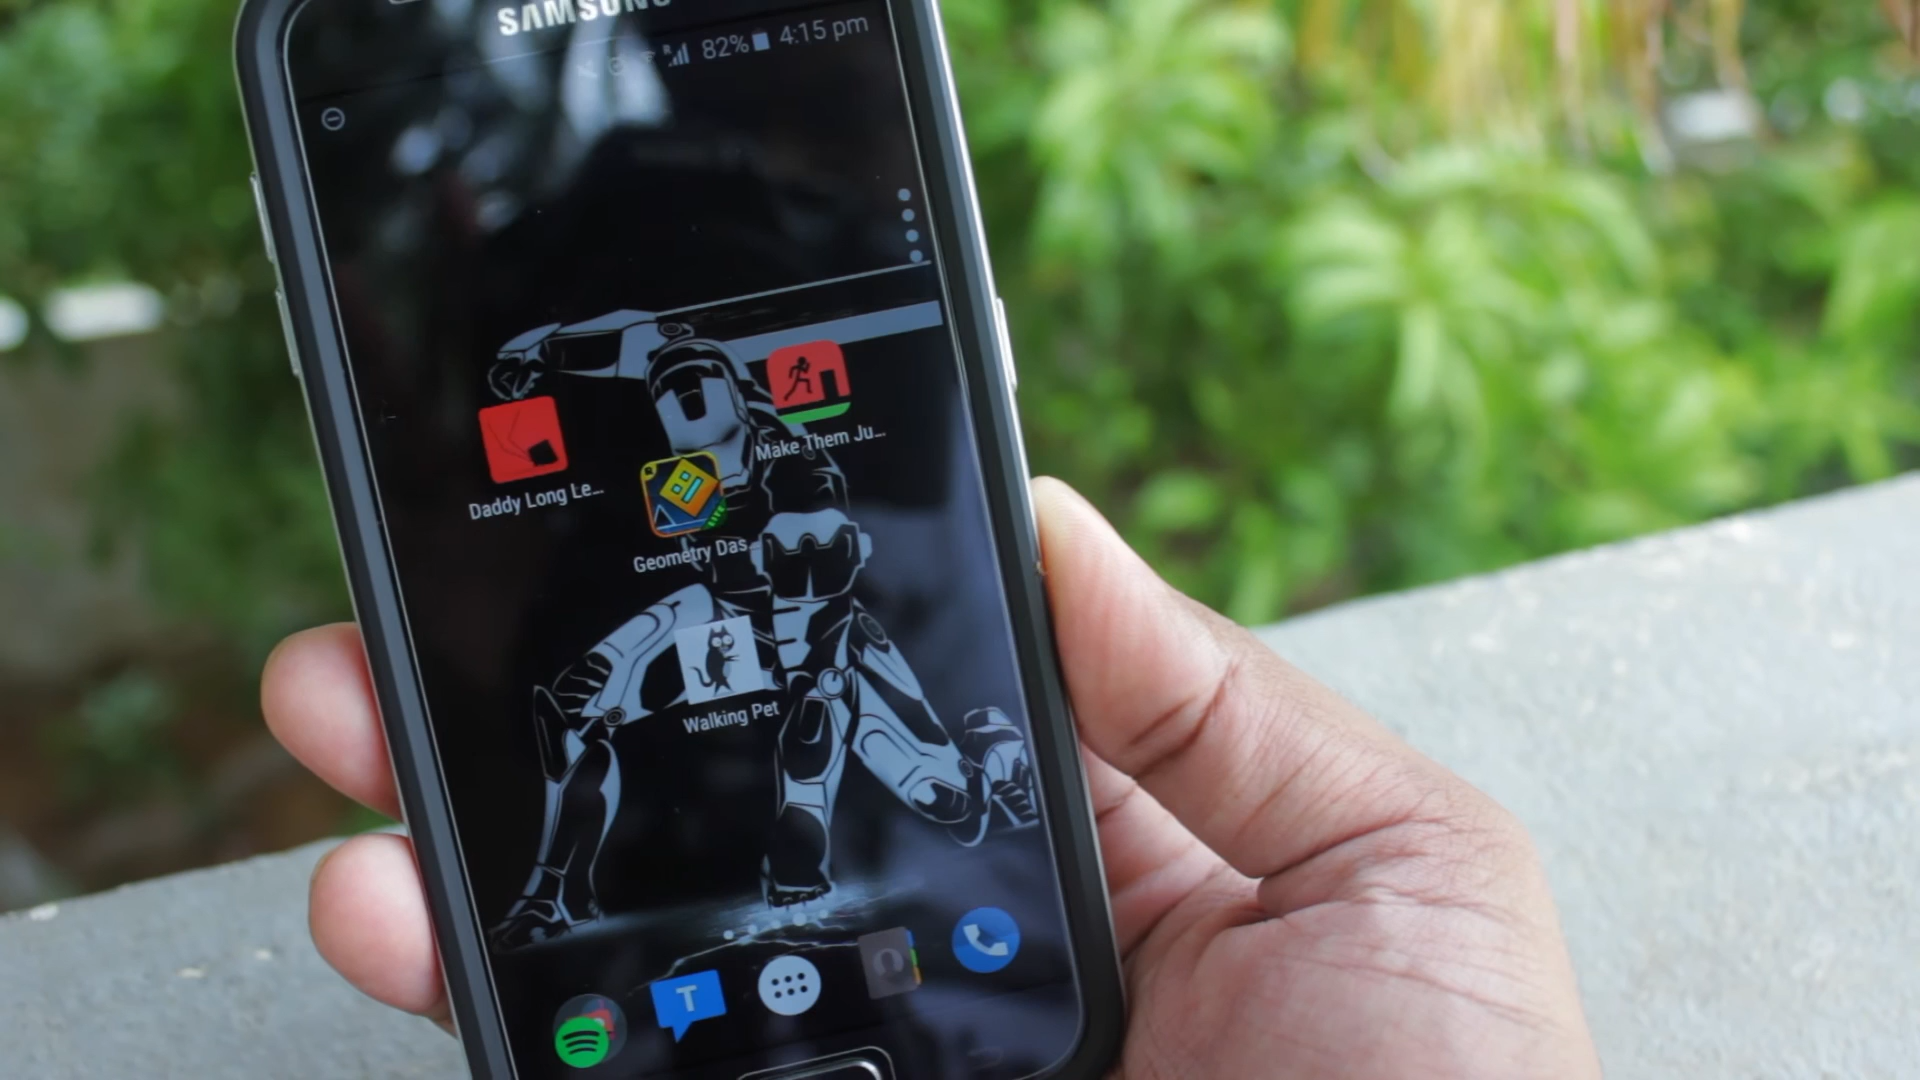 SAMSUNG
82% 4:15 pm
Make Them Ju...
Daddy Long Le...
Geometry Das...
Walking Pet
T